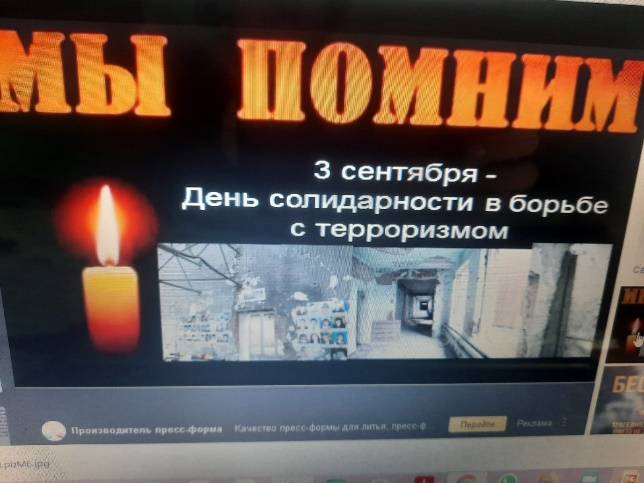 МЫ ПОМНИМ
3 сентября -
День солидарности в борьбе
с терроризмом
Производитель пресс-форма Качество пресс-формы для литья, пресс-ф... Перейти Реклама
БЕС